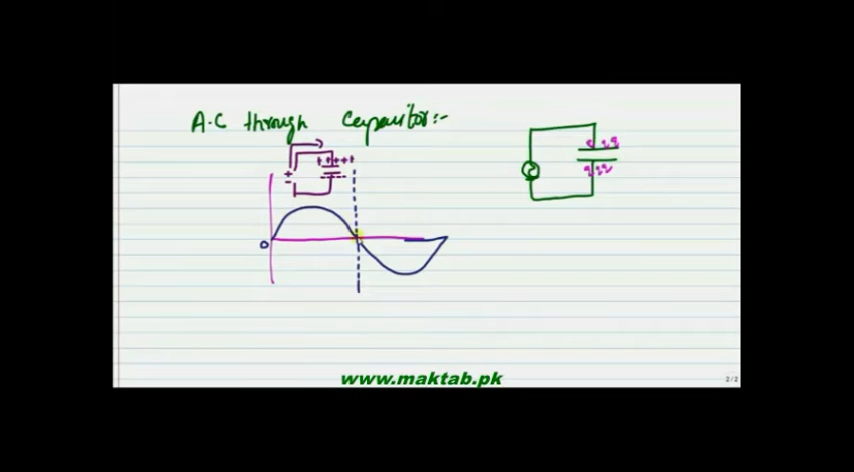 A.C through Capacitor:-
+ + + + +
+
-
- - - -
0
www.maktab.pk
2/2